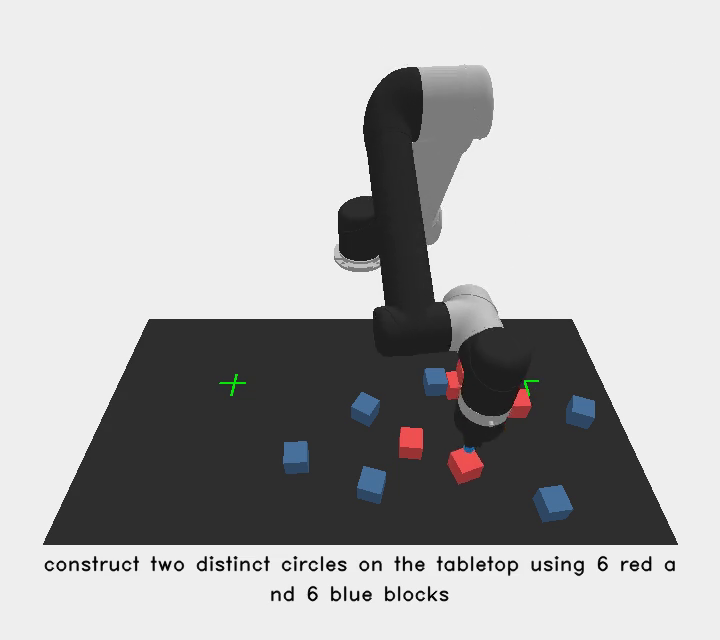 construct two distinct circles on the tabletop using 6 red a
nd 6 blue blocks